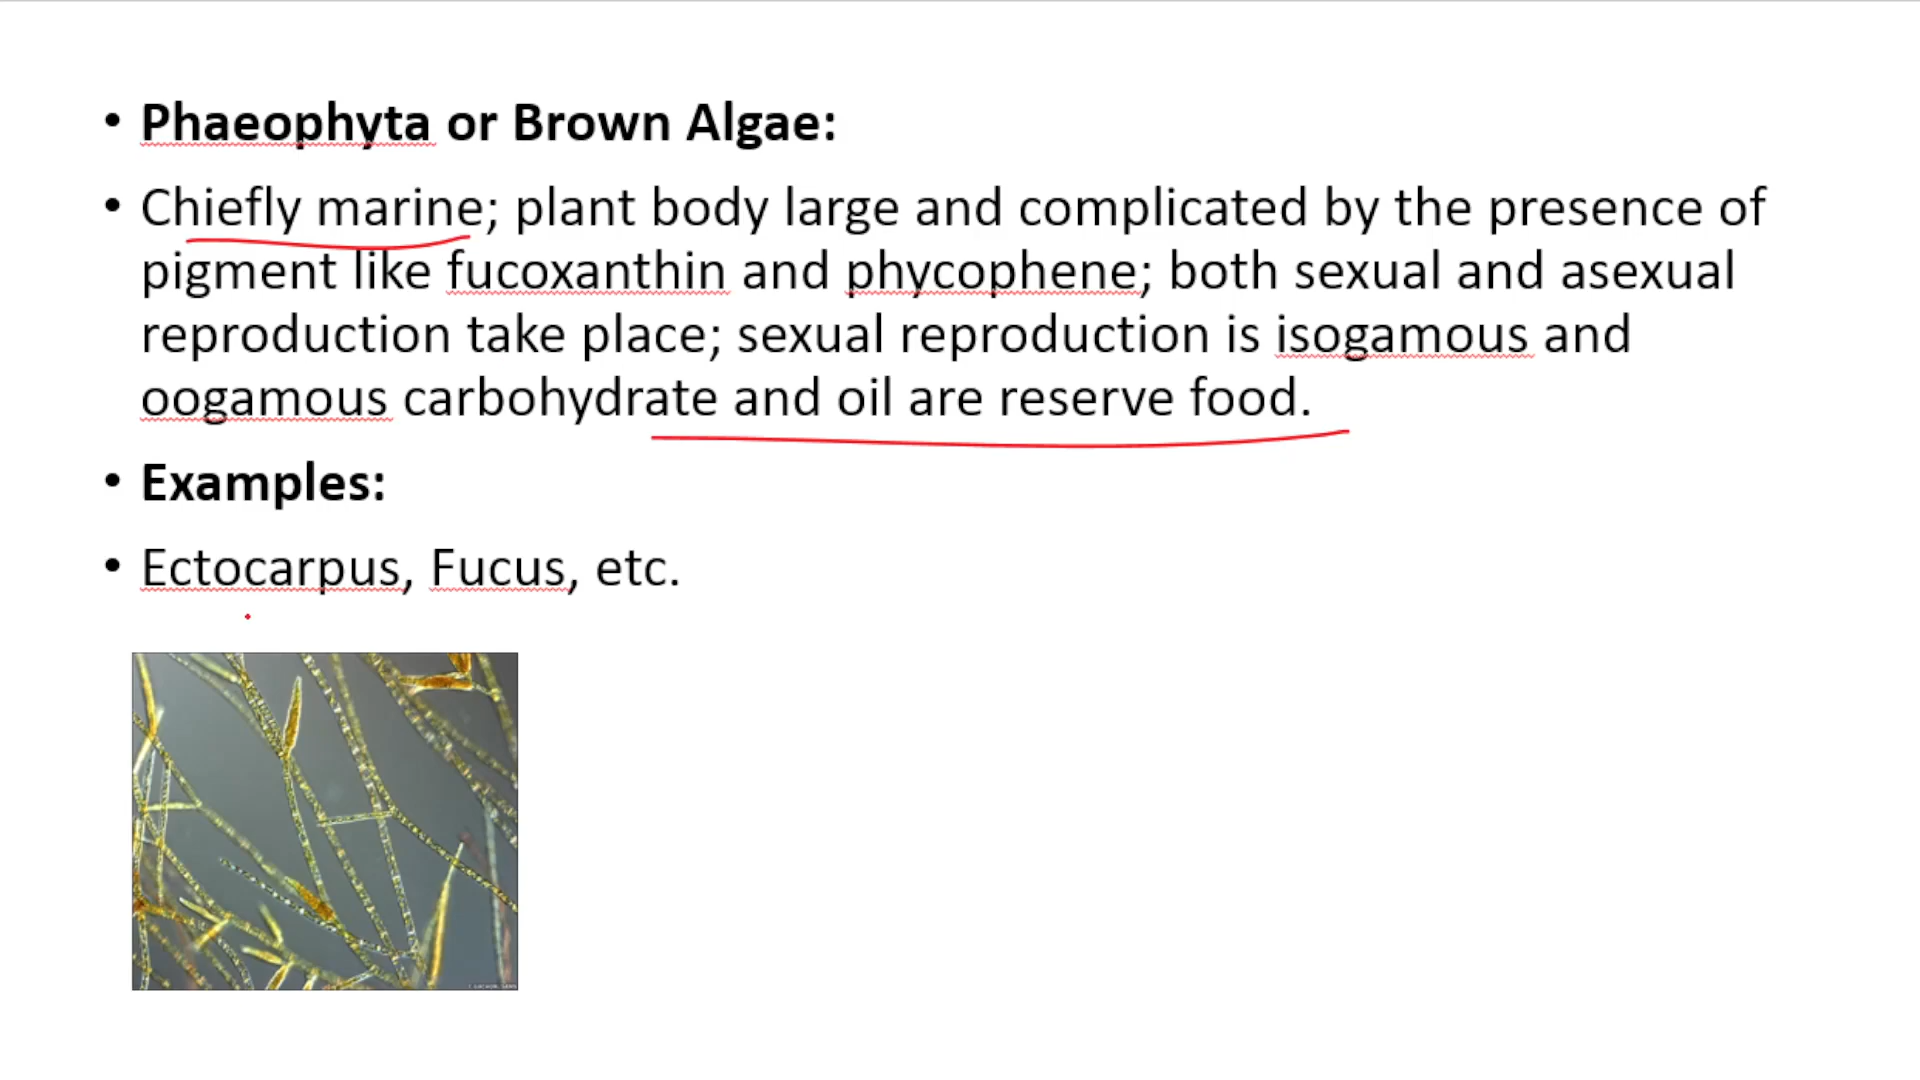 • Phaeophyta or Brown Algae:
• Chiefly marine; plant body large and complicated by the presence of
pigment like fucoxanthin and phycophene; both sexual and asexual
reproduction take place; sexual reproduction is isogamous and
oogamous carbohydrate and oil are reserve food.
• Examples:
• Ectocarpus, Fucus, etc.